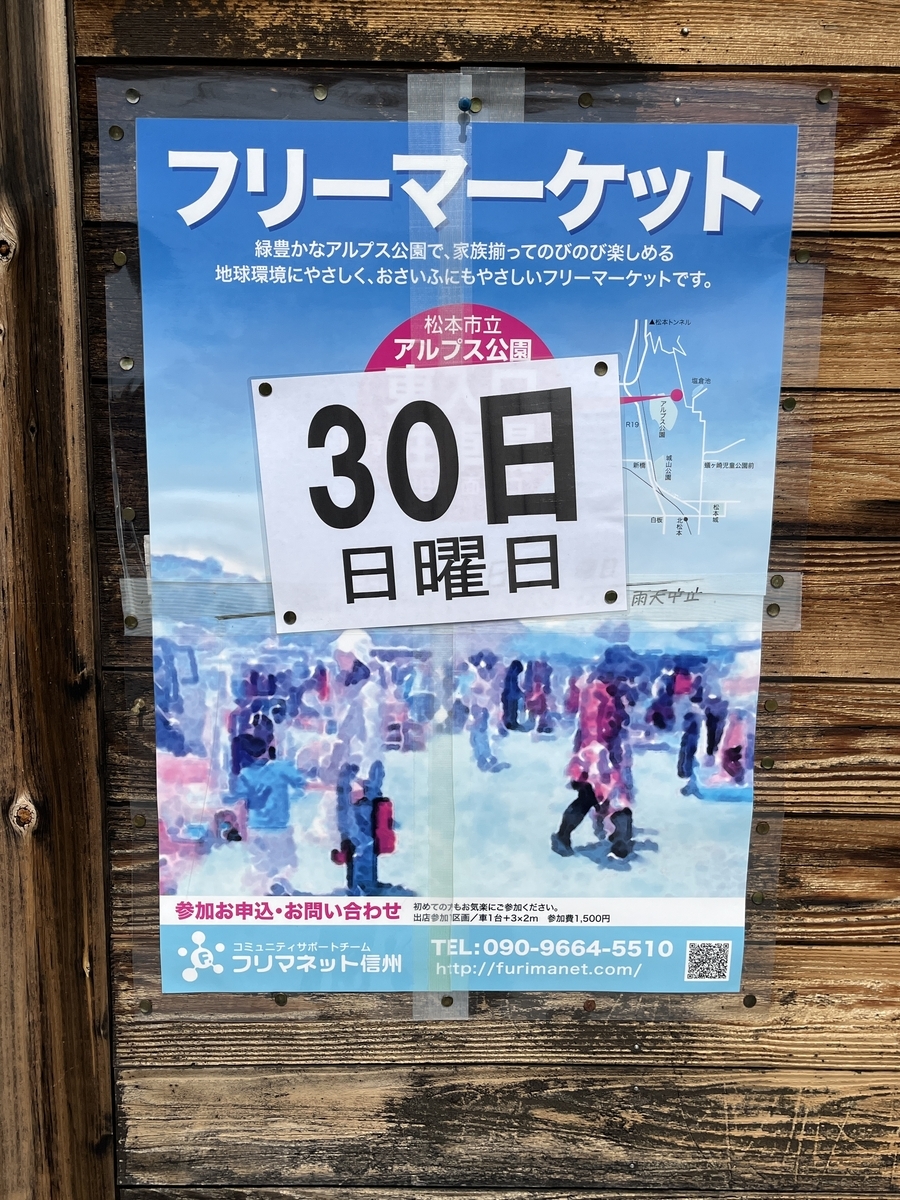 フリーマーケット
緑豊かなアルプス公園で、家族揃ってのびのび楽しめる
地球環境にやさしく、おさいふにもやさしいフリーマーケットです。
松本市立
アルプス公園
30日
日曜日
▲松本トンネル
塩倉池
アルプス公園
R19
新橋
城山公園
蟻ヶ崎児童公園前
白板
北松本
松本城
雨天中止
参加お申込・お問い合わせ
初めての方もお気楽にご参加ください。
出店参加1区画／車1台+3×2m 参加費1,500円
コミュニティサポートチーム
フリマネット信州
TEL:090-9664-5510
http://furimanet.com/